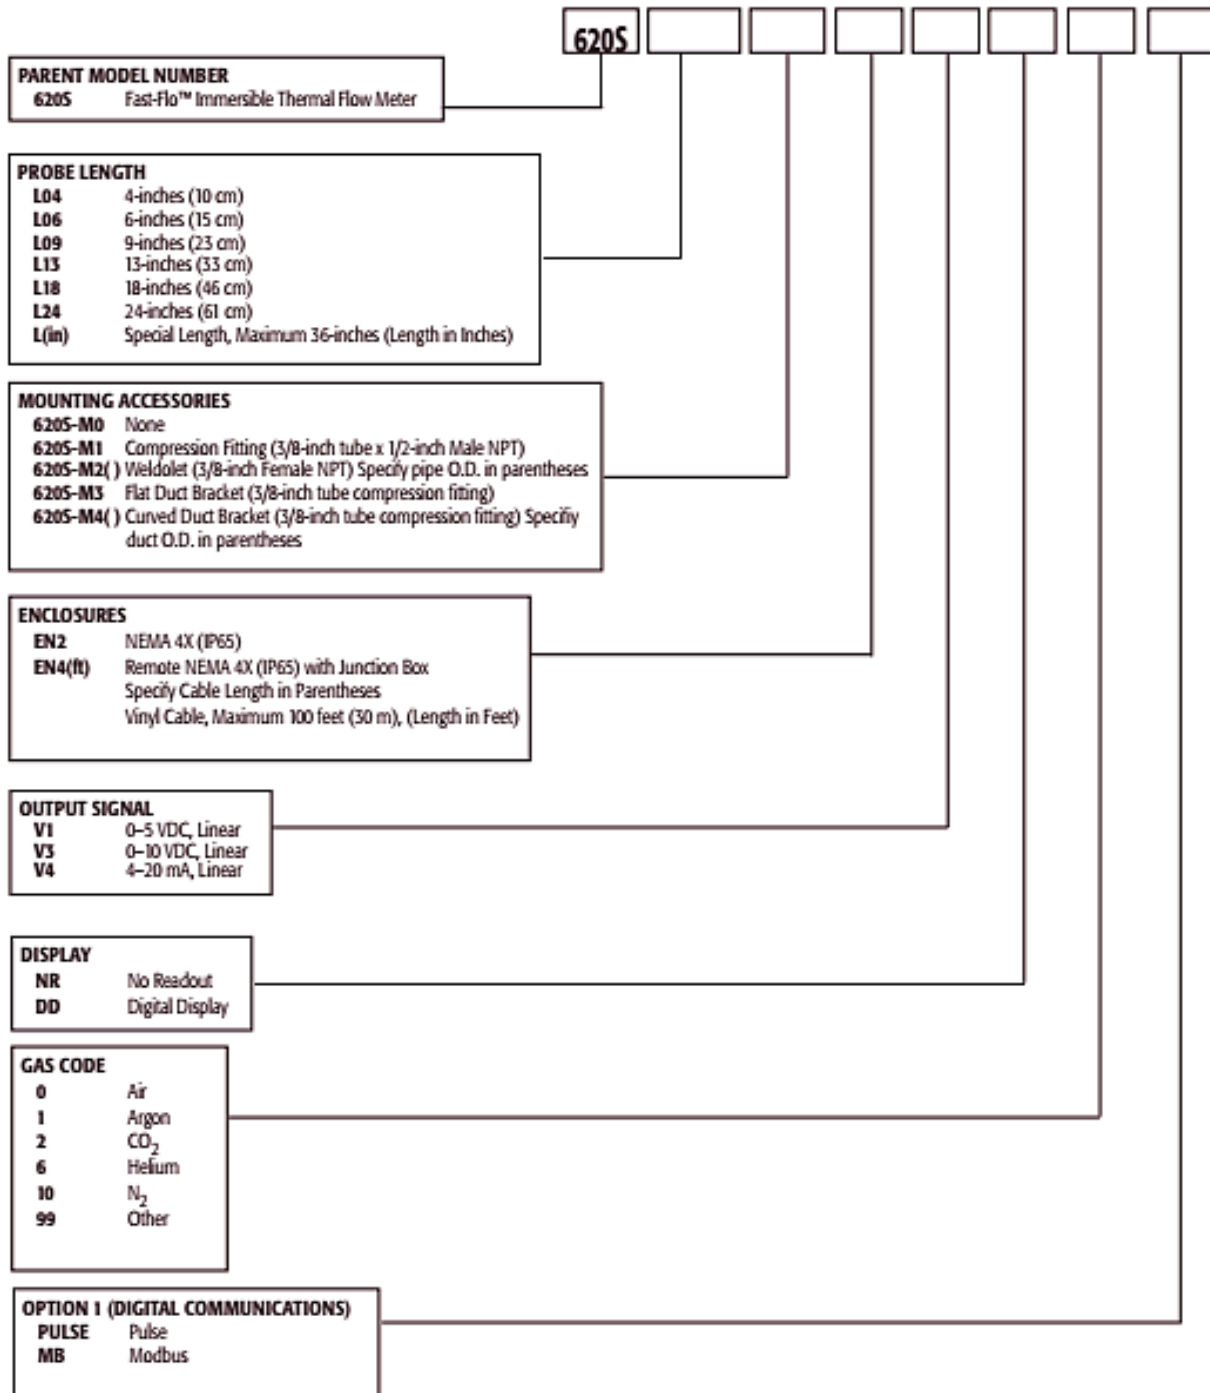 620S
PARENT MODEL NUMBER
620S Fast-Flo™ Immersible Thermal Flow Meter
PROBE LENGTH
L04 4-inches (10 cm)
L06 6-inches (15 cm)
L09 9-inches (23 cm)
L13 13-inches (33 cm)
L18 18-inches (46 cm)
L24 24-inches (61 cm)
L(in) Special Length, Maximum 36-inches (Length in Inches)
MOUNTING ACCESSORIES
620S-M0 None
620S-M1 Compression Fitting (3/8-inch tube x 1/2-inch Male NPT)
620S-M2( ) Weldolet (3/8-inch Female NPT) Specify pipe O.D. in parentheses
620S-M3 Flat Duct Bracket (3/8-inch tube compression fitting)
620S-M4( ) Curved Duct Bracket (3/8-inch tube compression fitting) Specifiy
duct O.D. in parentheses
ENCLOSURES
EN2 NEMA 4X (IP65)
EN4(ft) Remote NEMA 4X (IP65) with Junction Box
Specify Cable Length in Parentheses
Vinyl Cable, Maximum 100 feet (30 m), (Length in Feet)
OUTPUT SIGNAL
V1 0–5 VDC, Linear
V3 0–10 VDC, Linear
V4 4–20 mA, Linear
DISPLAY
NR No Readout
DD Digital Display
GAS CODE
0 Air
1 Argon
2 CO2
6 Helium
10 N2
99 Other
OPTION 1 (DIGITAL COMMUNICATIONS)
PULSE Pulse
MB Modbus